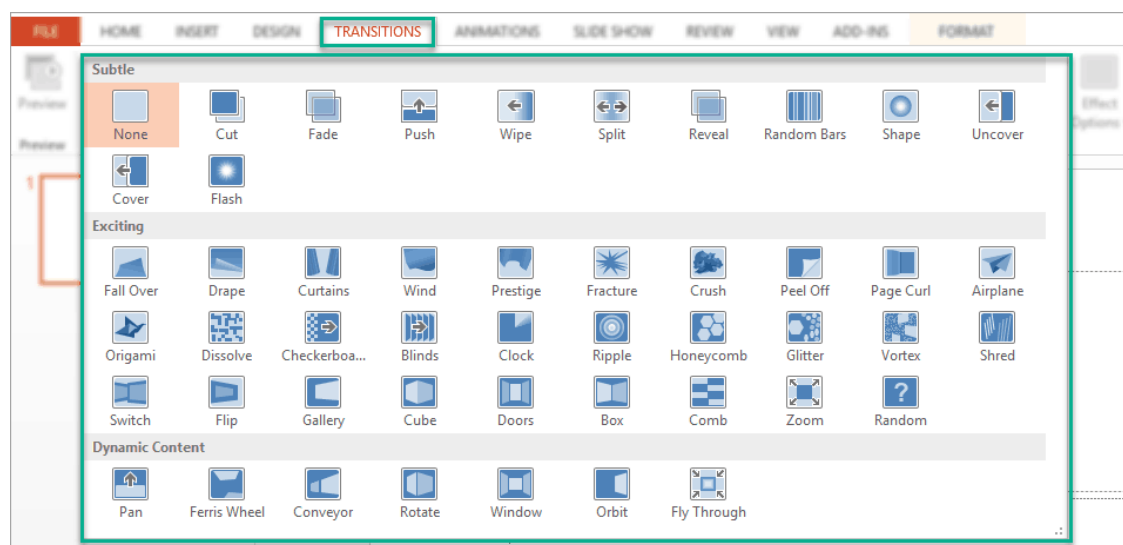 FILE HOME INSERT DESIGN TRANSITIONS ANIMATIONS SLIDE SHOW REVIEW VIEW ADD-INS FORMAT
Subtle
Preview
None Cut Fade Push Wipe Split Reveal Random Bars Shape Uncover
Effect
Options
Preview
1
Cover Flash
Exciting
Fall Over Drape Curtains Wind Prestige Fracture Crush Peel Off Page Curl Airplane
Origami Dissolve Checkerboa... Blinds Clock Ripple Honeycomb Glitter Vortex Shred
Switch Flip Gallery Cube Doors Box Comb Zoom ? Random
Dynamic Content
Pan Ferris Wheel Conveyor Rotate Window Orbit Fly Through